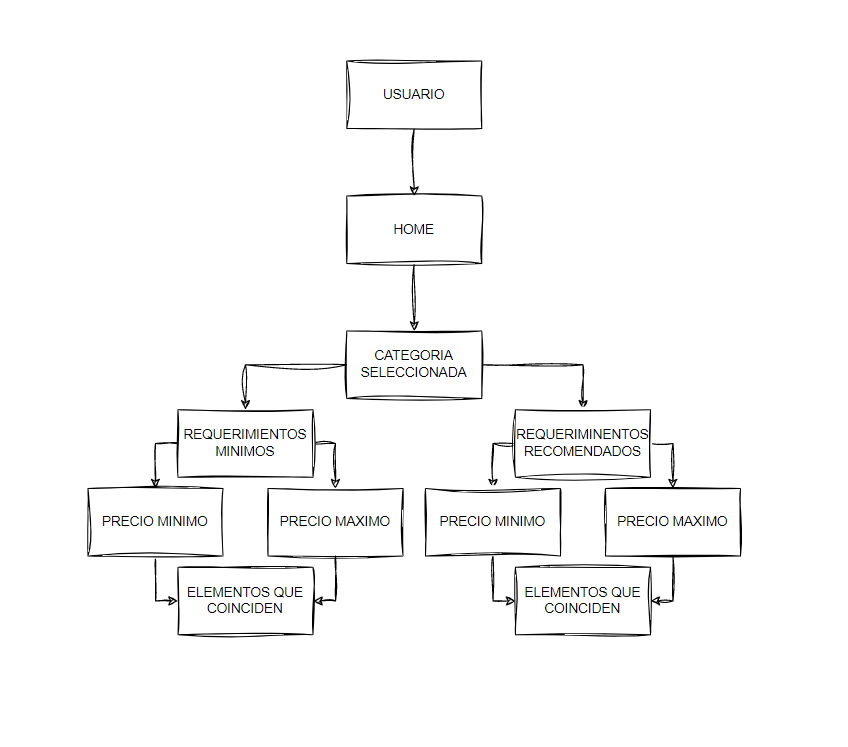 USUARIO
HOME
CATEGORIA
SELECCIONADA
REQUERIMIENTOS
MINIMOS
REQUERIMINENTOS
RECOMENDADOS
PRECIO MINIMO
PRECIO MAXIMO
PRECIO MINIMO
PRECIO MAXIMO
ELEMENTOS QUE
COINCIDEN
ELEMENTOS QUE
COINCIDEN